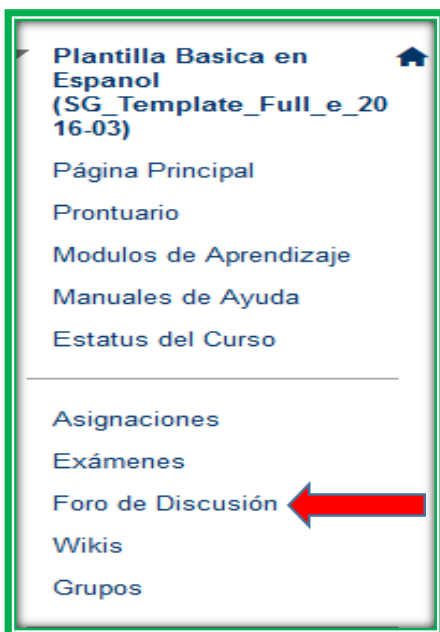 Plantilla Basica en
Espanol
(SG_Template_Full_e_20
16-03)
Página Principal
Prontuario
Modulos de Aprendizaje
Manuales de Ayuda
Estatus del Curso
Asignaciones
Exámenes
Foro de Discusión
Wikis
Grupos